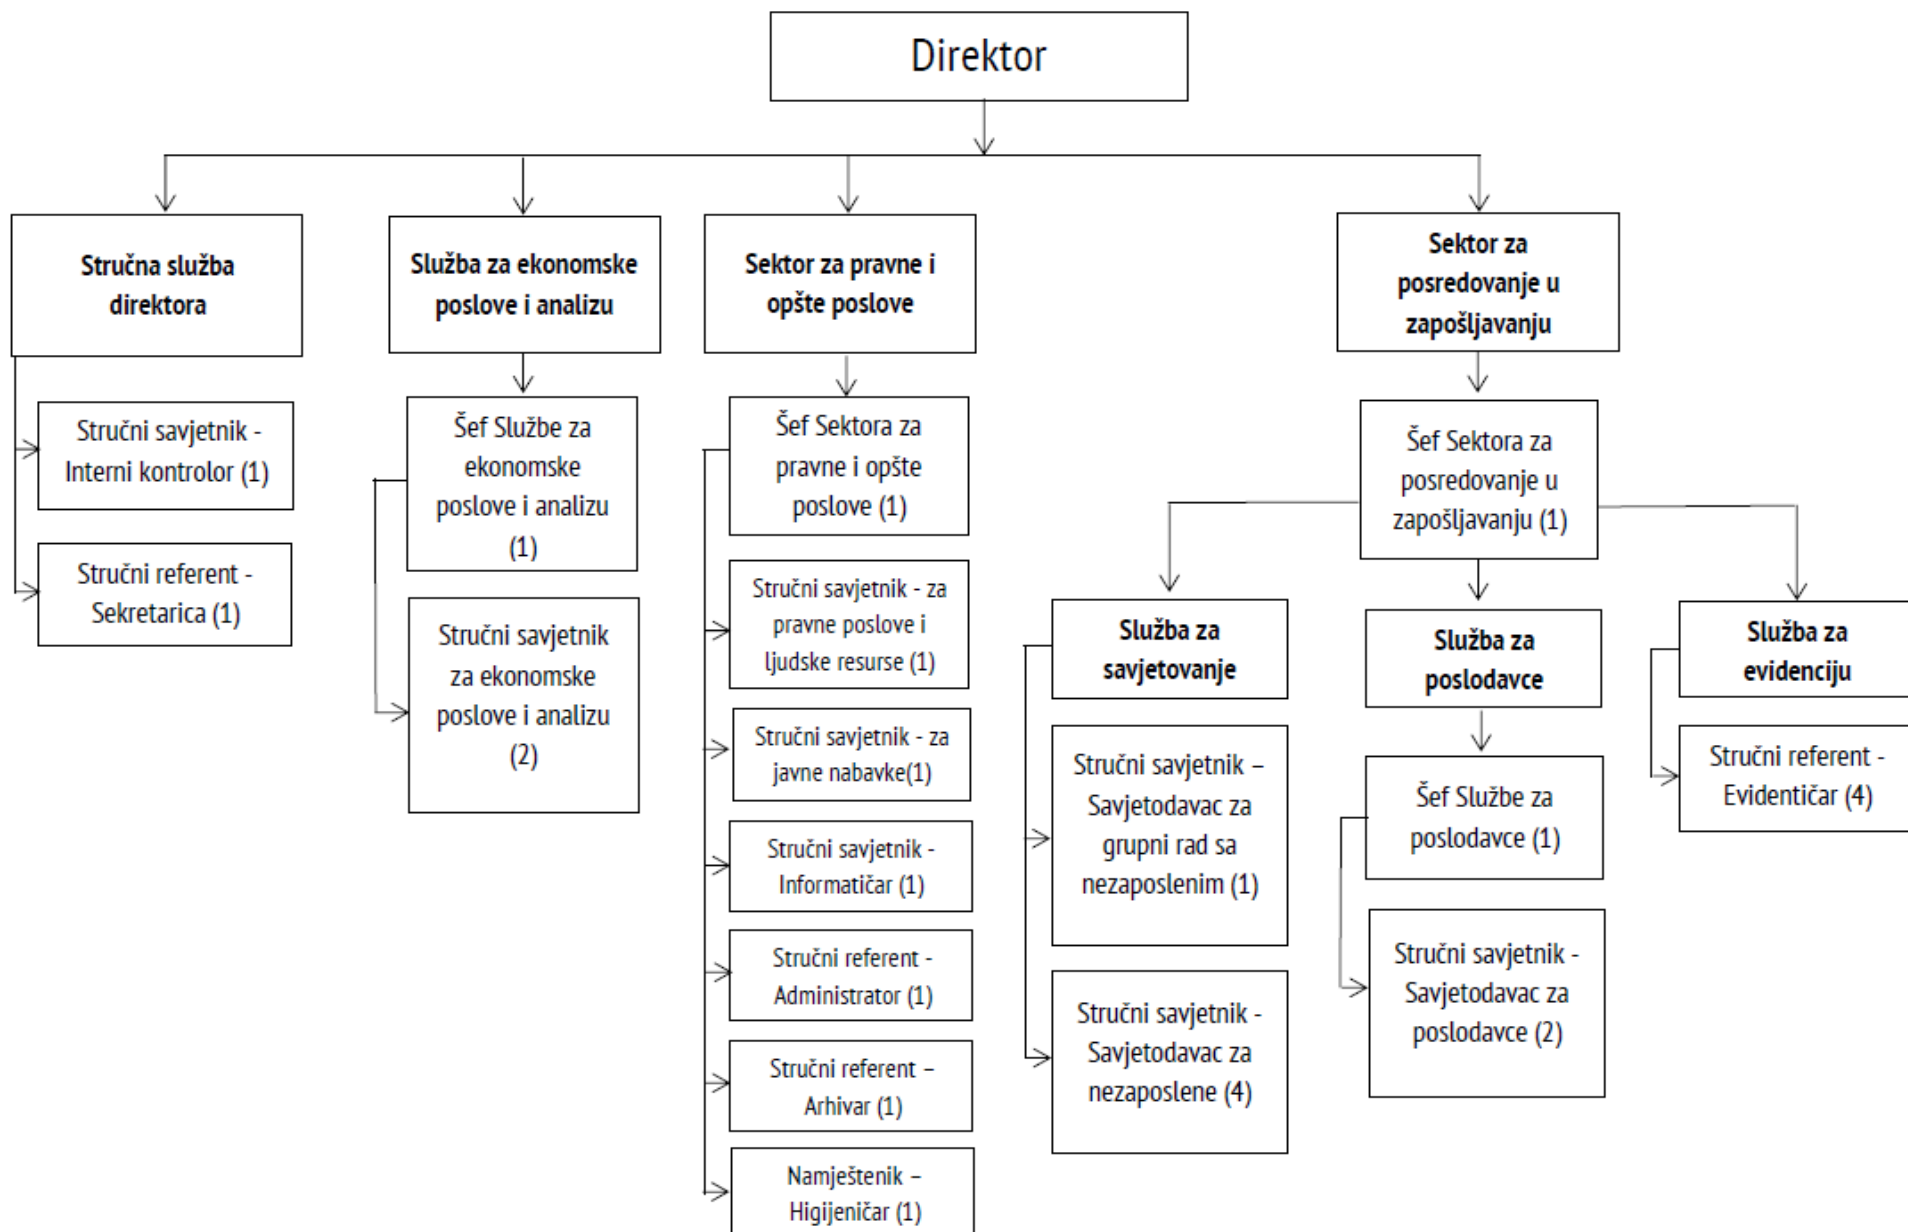 Direktor
Stručna služba
direktora
Stručni savjetnik -
Interni kontrolor (1)
Stručni referent -
Sekretarica (1)
Služba za ekonomske
poslove i analizu
Šef Službe za
ekonomske
poslove i analizu
(1)
Stručni savjetnik
za ekonomske
poslove i analizu
(2)
Sektor za pravne i
opšte poslove
Šef Sektora za
pravne i opšte
poslove (1)
Stručni savjetnik - za
pravne poslove i
ljudske resurse (1)
Stručni savjetnik - za
javne nabavke(1)
Stručni savjetnik -
Informatičar (1)
Stručni referent -
Administrator (1)
Stručni referent –
Arhivar (1)
Namještenik –
Higijeničar (1)
Sektor za
posredovanje u
zapošljavanju
Šef Sektora za
posredovanje u
zapošljavanju (1)
Služba za
savjetovanje
Stručni savjetnik –
Savjetodavac za
grupni rad sa
nezaposlenim (1)
Stručni savjetnik -
Savjetodavac za
nezaposlene (4)
Služba za
poslodavce
Šef Službe za
poslodavce (1)
Stručni savjetnik -
Savjetodavac za
poslodavce (2)
Služba za
evidenciju
Stručni referent -
Evidentičar (4)